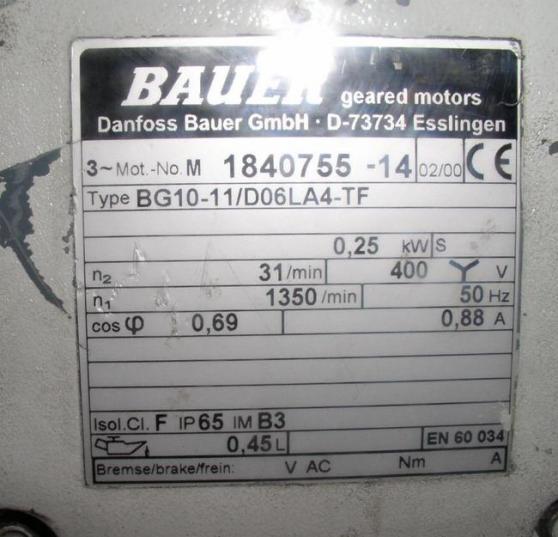 BAUER geared motors
Danfoss Bauer GmbH · D-73734 Esslingen
3~ Mot.-No. M 1840755 -14 02/00 CE
Type BG10-11/D06LA4-TF
0,25 kW S
n₂ 31 /min 400 Y V
n₁ 1350 /min 50 Hz
cos φ 0,69 0,88 A
Isol.Cl. F IP 65 IM B3
0,45 L EN 60 034
Bremse/brake/frein: V AC Nm A